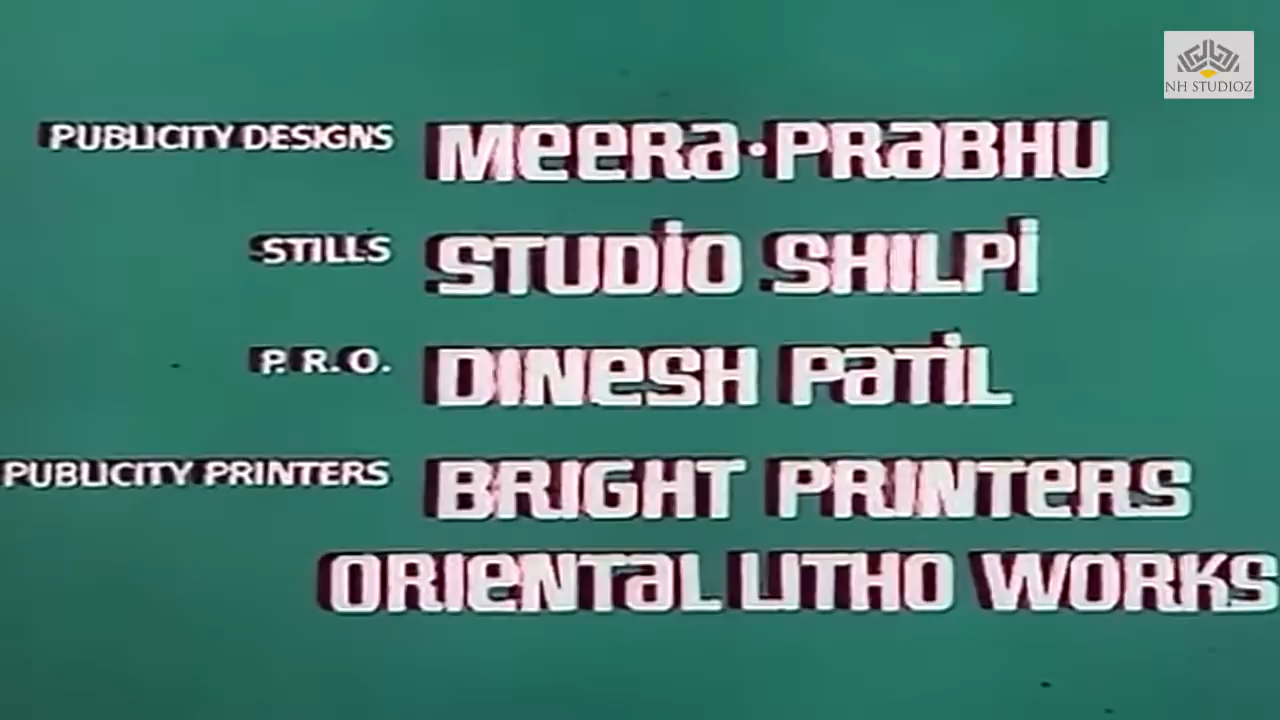 NH STUDIOZ
PUBLICITY DESIGNS MEERA·PRABHU
STILLS STUDIO SHILPI
P. R. O. DINESH PATIL
PUBLICITY PRINTERS BRIGHT PRINTERS
ORIENTAL LITHO WORKS